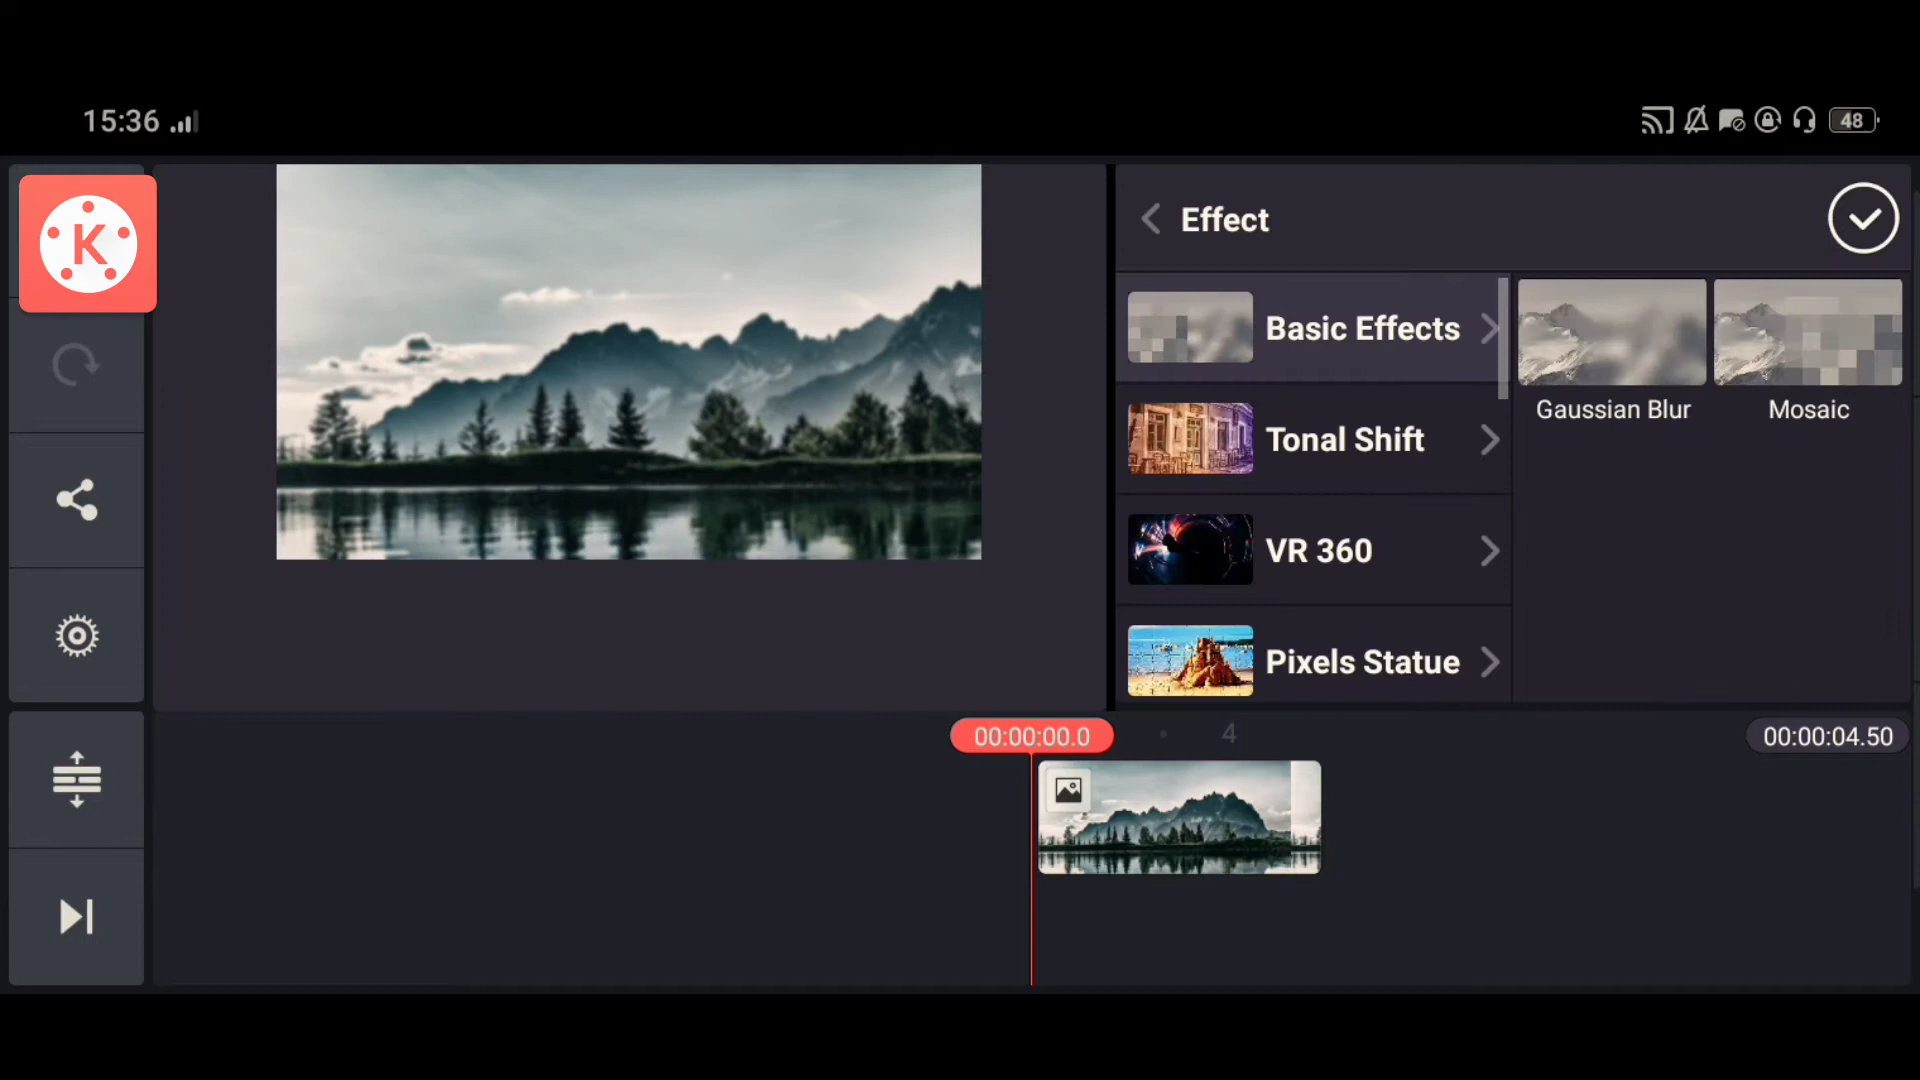 15:36
48
K
Effect
Basic Effects
Gaussian Blur
Mosaic
Tonal Shift
VR 360
Pixels Statue
00:00:00.0
4
00:00:04.50